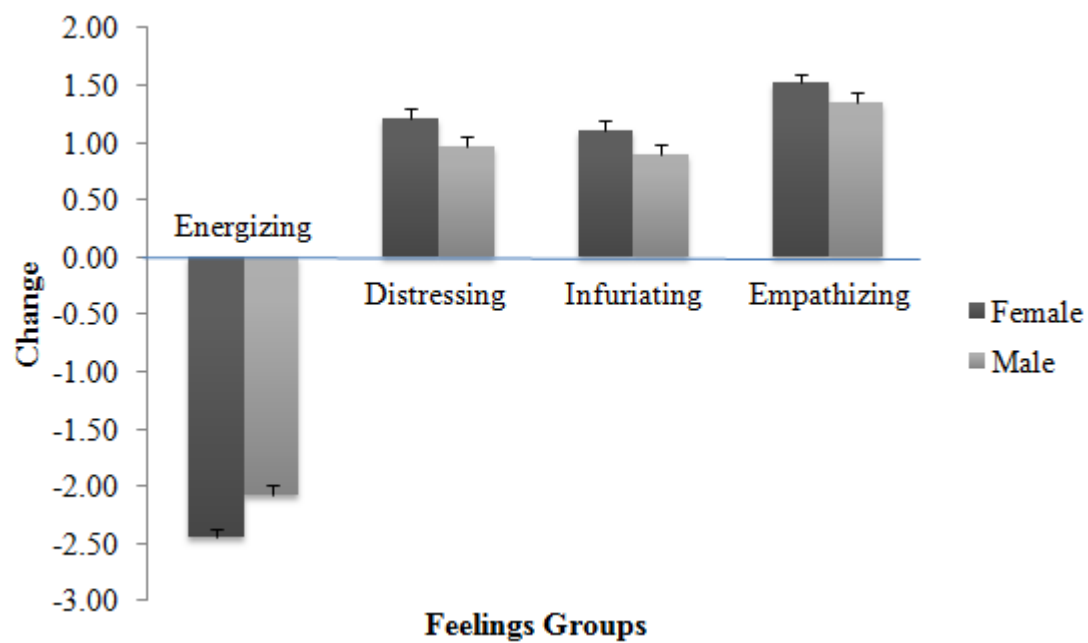 2.00
1.50
1.00
0.50
0.00
-0.50
-1.00
-1.50
-2.00
-2.50
-3.00
Change
Energizing
Distressing Infuriating Empathizing
Female
Male
Feelings Groups